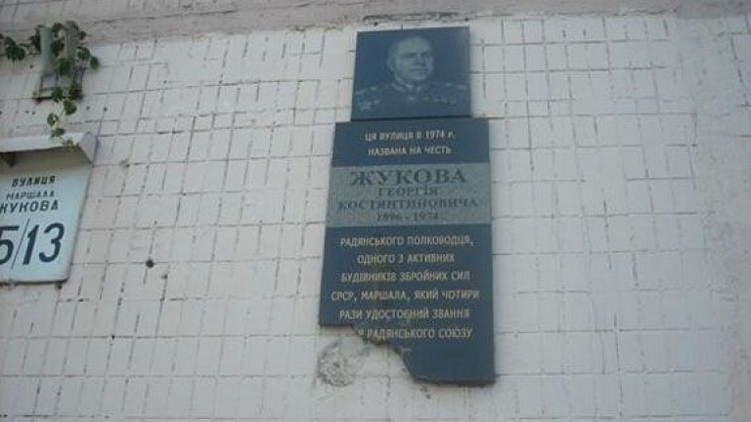 ВУЛИЦЯ
МАРШАЛА
ЖУКОВА
5/13
ЦЯ ВУЛИЦЯ В 1974 р.
НАЗВАНА НА ЧЕСТЬ
ЖУКОВА
ГЕОРГІЯ
КОСТЯНТИНОВИЧА
1896 - 1974
РАДЯНСЬКОГО ПОЛКОВОДЦЯ,
ОДНОГО З АКТИВНИХ
БУДІВНИКІВ ЗБРОЙНИХ СИЛ
СРСР, МАРШАЛА, ЯКИЙ ЧОТИРИ
РАЗИ УДОСТОЄНИЙ ЗВАННЯ
РАДЯНСЬКОГО СОЮЗУ